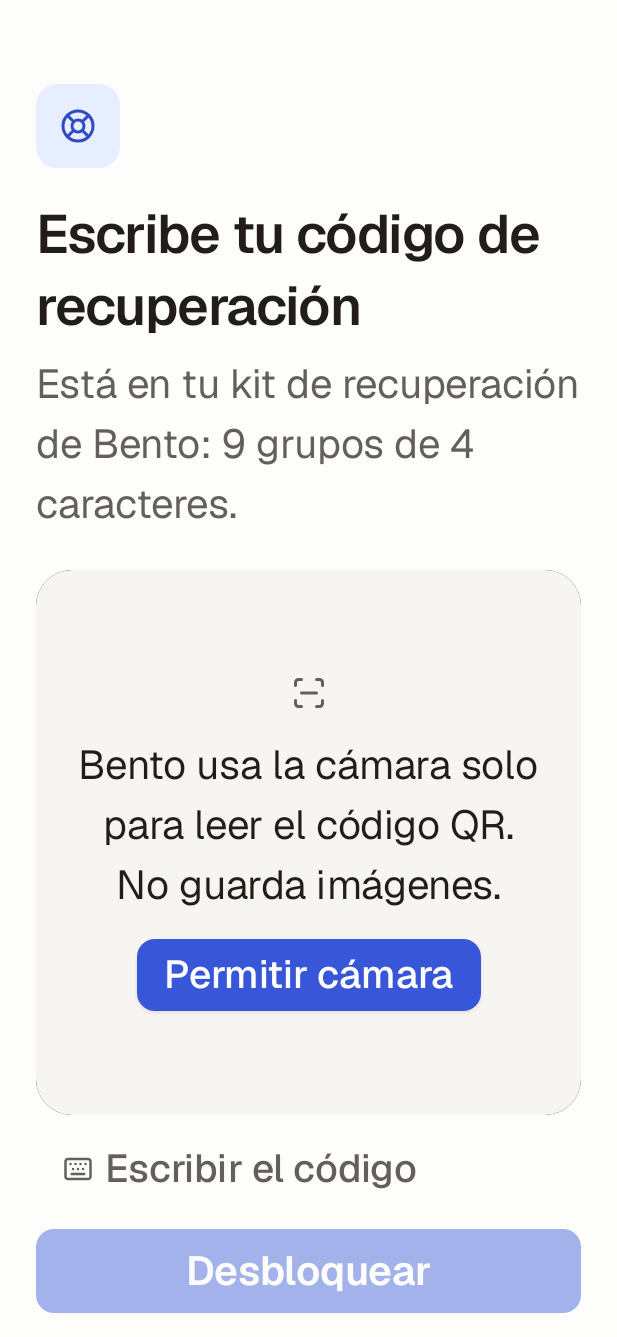 Escribe tu código de
recuperación
Está en tu kit de recuperación
de Bento: 9 grupos de 4
caracteres.
Bento usa la cámara solo
para leer el código QR.
No guarda imágenes.
Permitir cámara
Escribir el código
Desbloquear